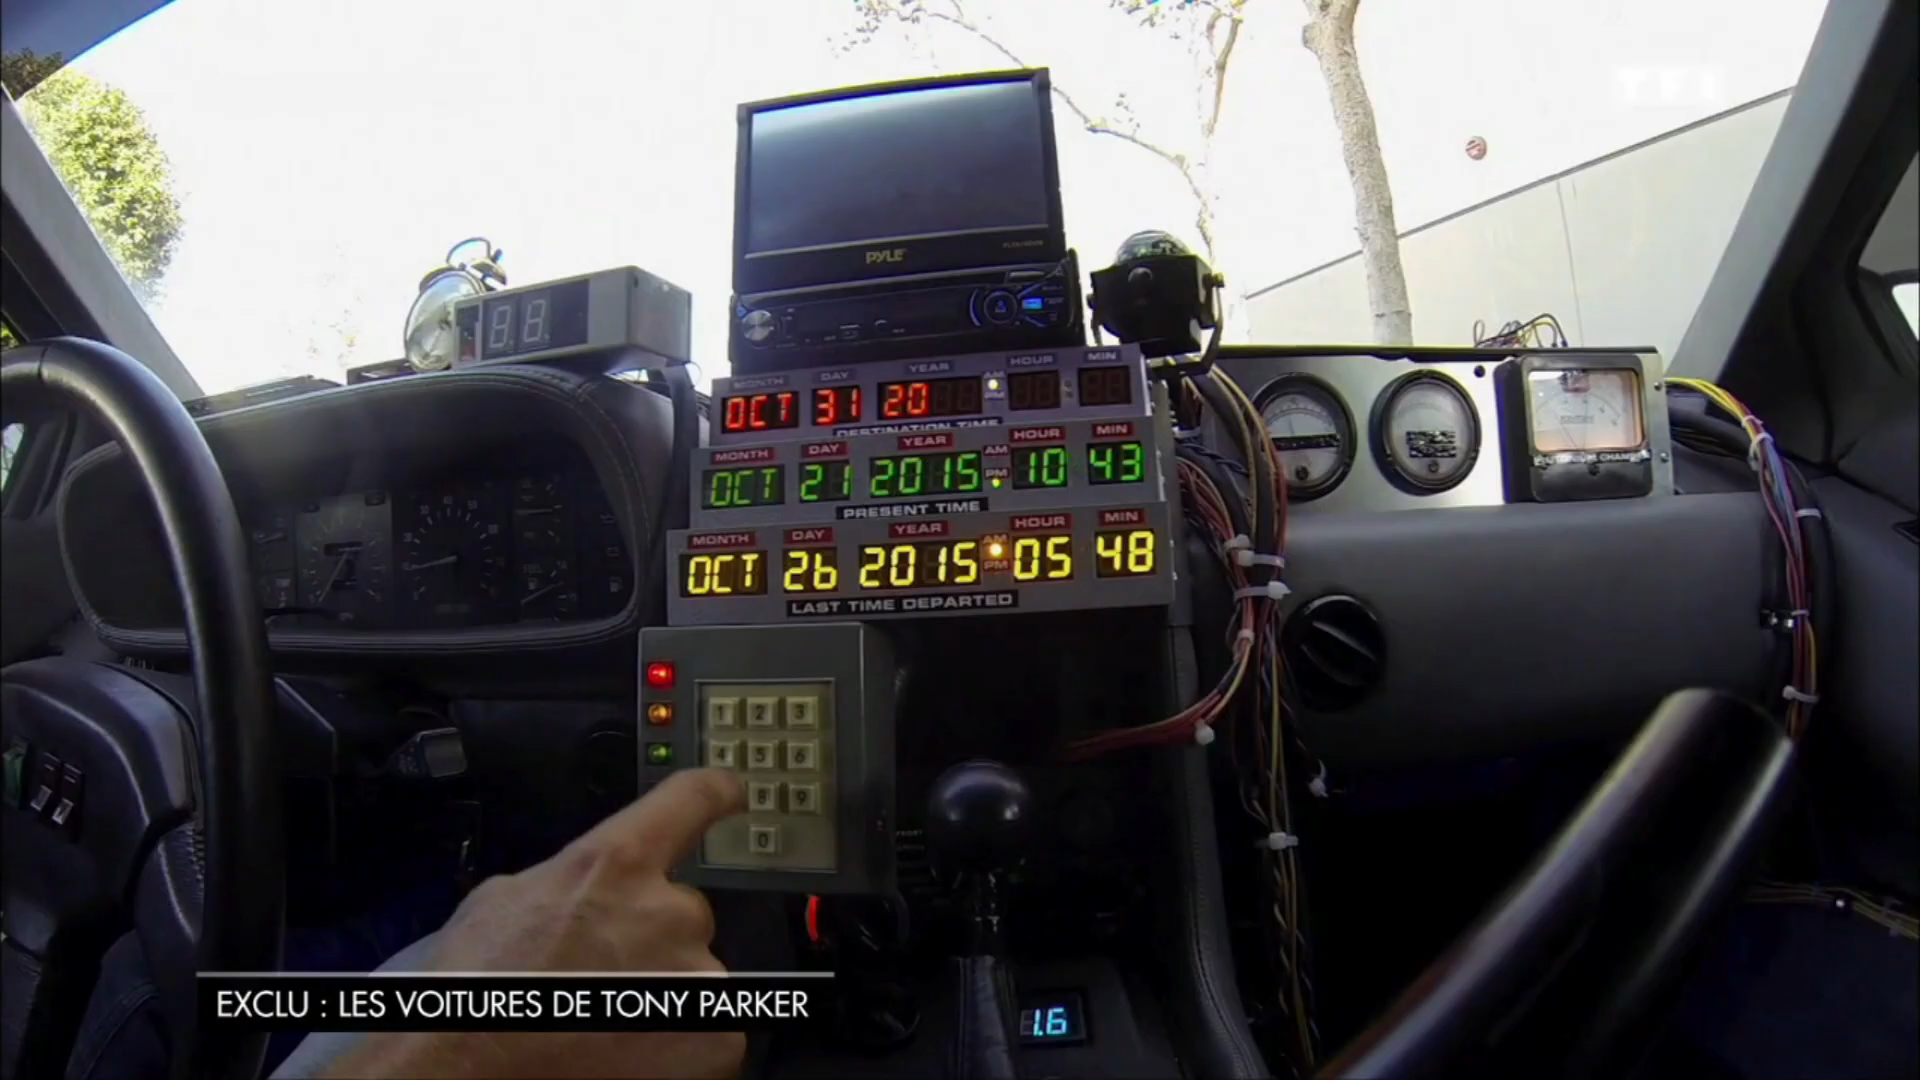 TF1
PYLE
88
MONTH DAY YEAR AM HOUR MIN
OCT 31 20
DESTINATION TIME
MONTH DAY YEAR AM PM HOUR MIN
OCT 21 2015 10 43
PRESENT TIME
MONTH DAY YEAR AM PM HOUR MIN
OCT 26 2015 05 48
LAST TIME DEPARTED
1 2 3
4 5 6
8 9
0
EXCLU : LES VOITURES DE TONY PARKER
1.6